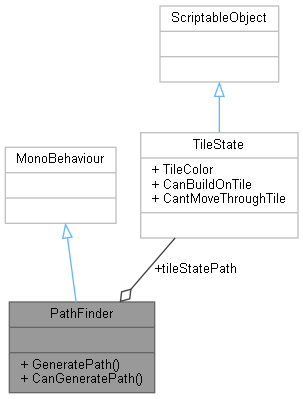 ScriptableObject
MonoBehaviour
TileState
+ TileColor
+ CanBuildOnTile
+ CantMoveThroughTile
+tileStatePath
PathFinder
+ GeneratePath()
+ CanGeneratePath()